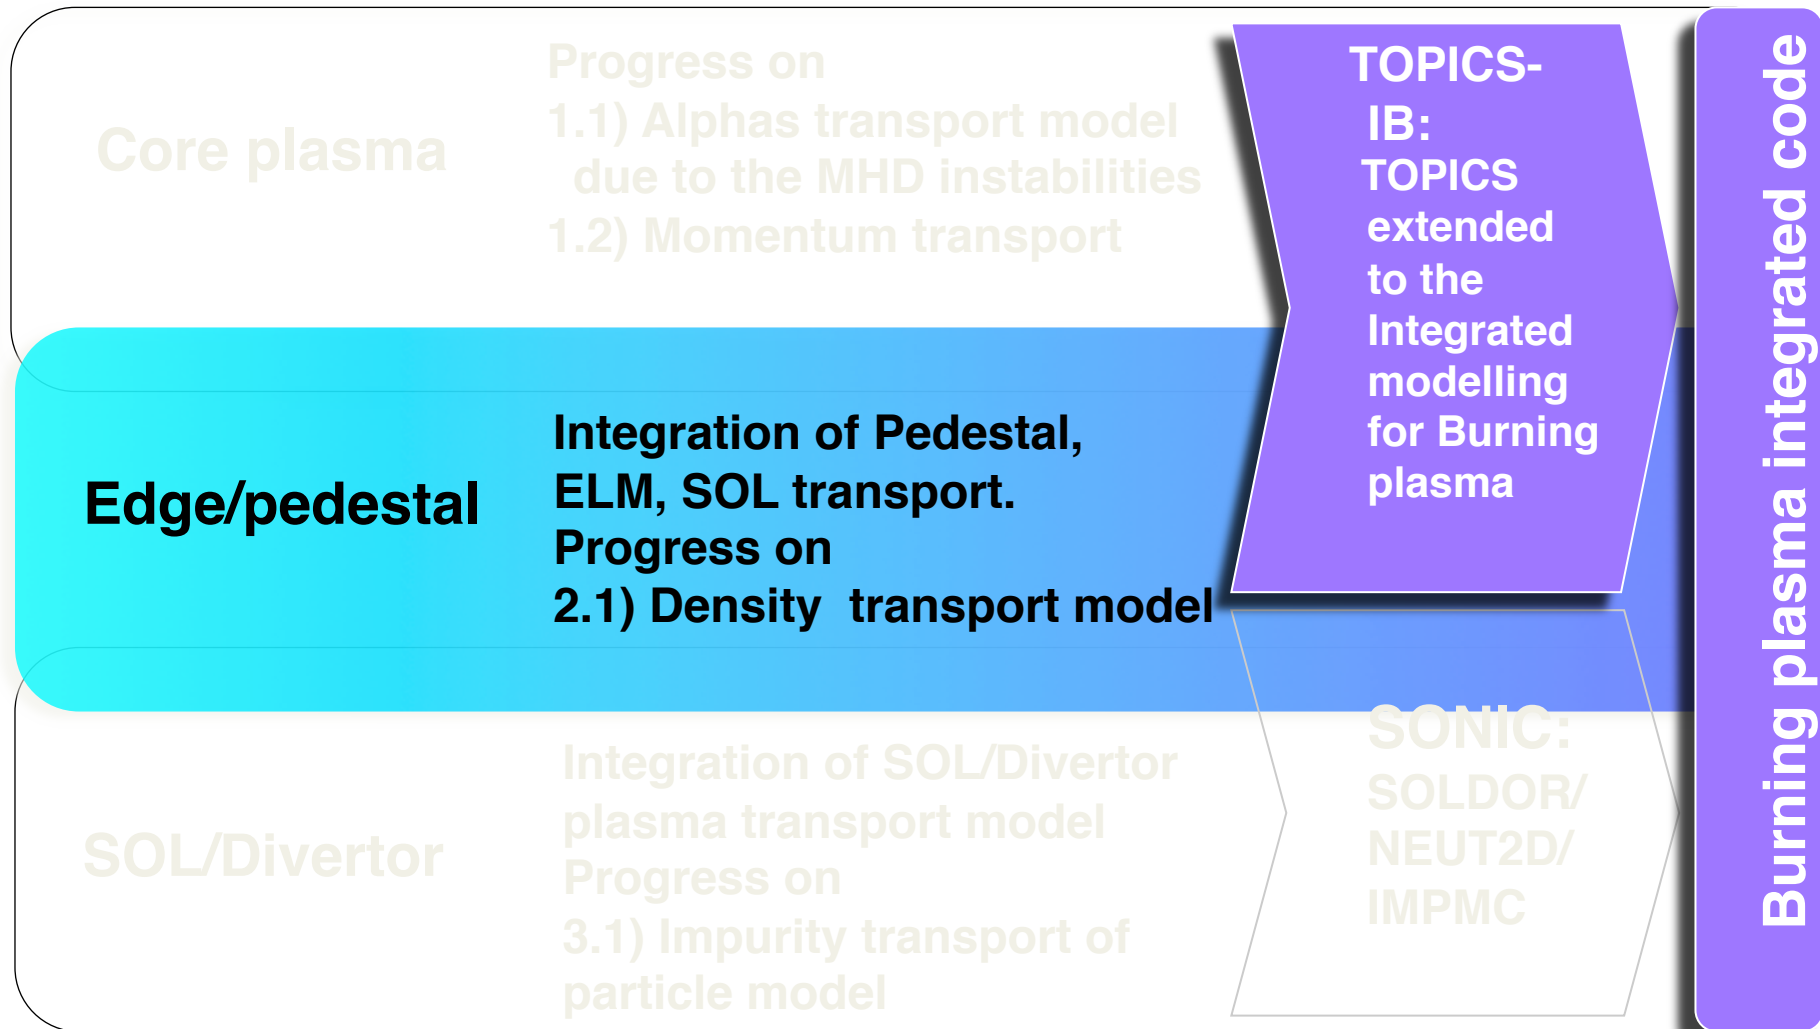 Core plasma
Progress on
1.1) Alphas transport model
due to the MHD instabilities
1.2) Momentum transport
Edge/pedestal
Integration of Pedestal,
ELM, SOL transport.
Progress on
2.1) Density  transport model
SOL/Divertor
Integration of SOL/Divertor
plasma transport model
Progress on
3.1) Impurity transport of
particle model
TOPICS-
IB:
TOPICS
extended
to the
Integrated
modelling
for Burning
plasma
SONIC:
SOLDOR/
NEUT2D/
IMPMC
Burning plasma integrated code